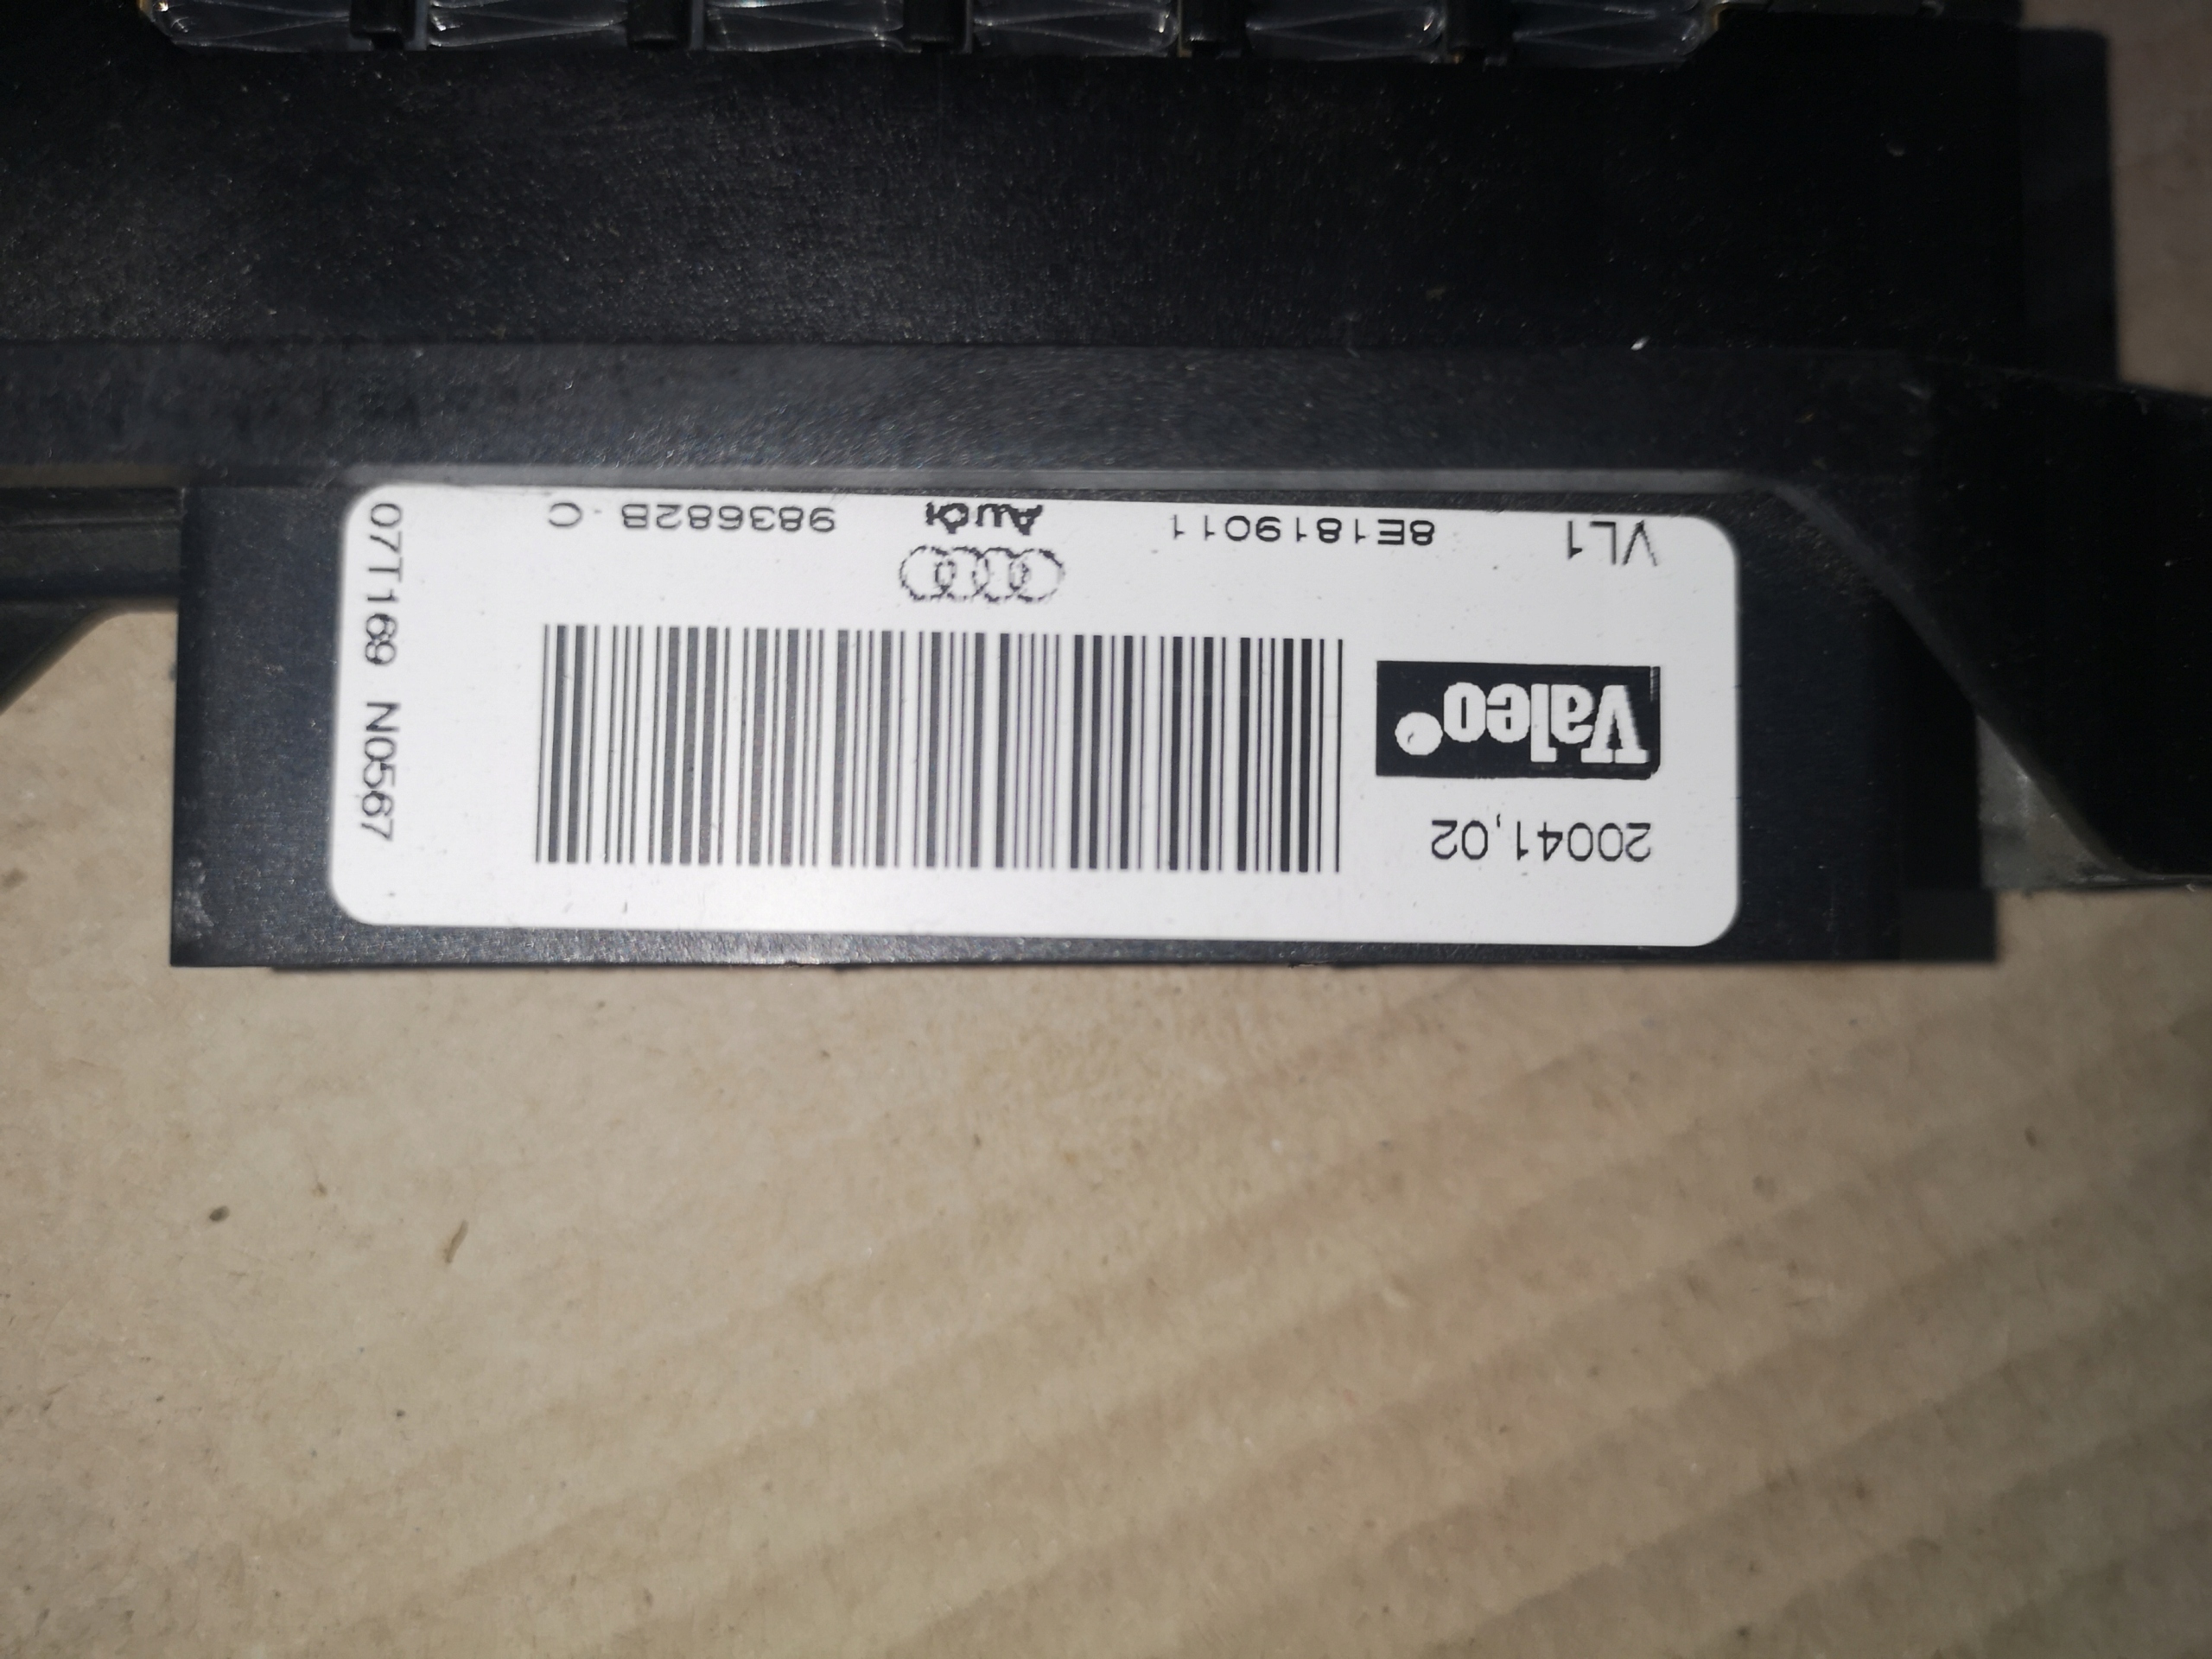 20041,02
Valeo
VL1 8E1819011 Audi 983682B C
07T169 N0567